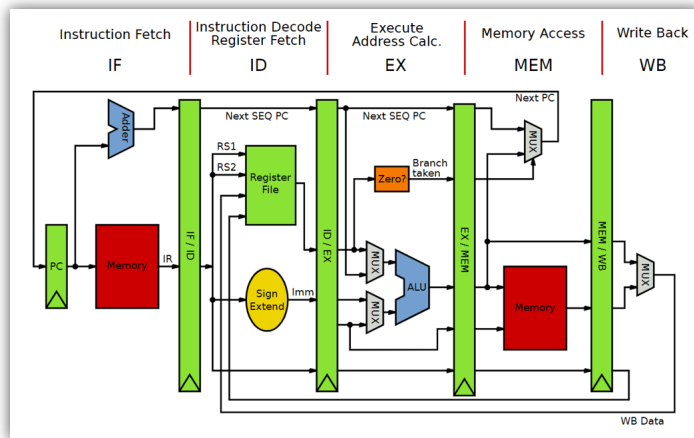 Instruction Fetch
IF
Instruction Decode
Register Fetch
ID
Execute
Address Calc.
EX
Memory Access
MEM
Write Back
WB
Next PC
Next SEQ PC
Next SEQ PC
Adder
RS1
RS2
Register
File
Branch
taken
Zero?
MUX
IF / ID
ID / EX
EX / MEM
MEM / WB
PC
Memory
IR
Sign
Extend
Imm
MUX
MUX
ALU
Memory
MUX
WB Data